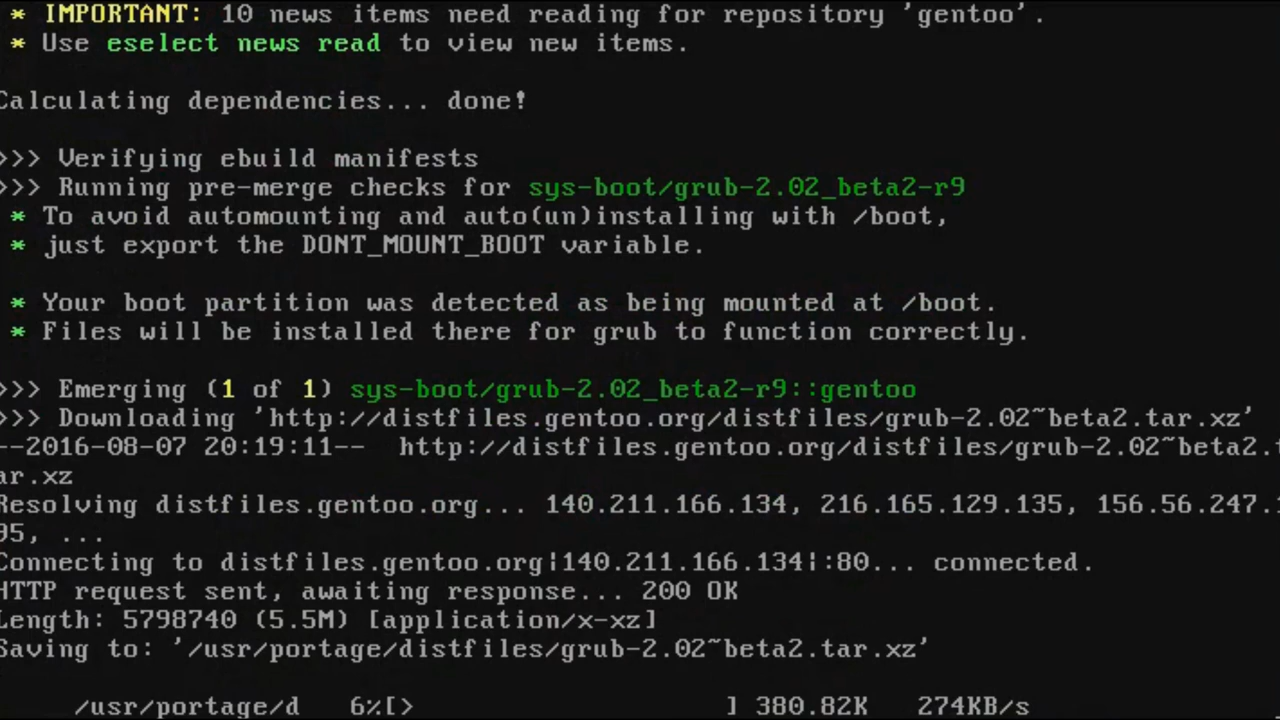 * IMPORTANT: 10 news items need reading for repository 'gentoo'.
* Use eselect news read to view new items.
Calculating dependencies... done!
>>> Verifying ebuild manifests
>>> Running pre-merge checks for sys-boot/grub-2.02_beta2-r9
* To avoid automounting and auto(un)installing with /boot,
* just export the DONT_MOUNT_BOOT variable.
* Your boot partition was detected as being mounted at /boot.
* Files will be installed there for grub to function correctly.
>>> Emerging (1 of 1) sys-boot/grub-2.02_beta2-r9::gentoo
>>> Downloading 'http://distfiles.gentoo.org/distfiles/grub-2.02~beta2.tar.xz'
--2016-08-07 20:19:11--  http://distfiles.gentoo.org/distfiles/grub-2.02~beta2.t
ar.xz
Resolving distfiles.gentoo.org... 140.211.166.134, 216.165.129.135, 156.56.247.1
95, ...
Connecting to distfiles.gentoo.org|140.211.166.134|:80... connected.
HTTP request sent, awaiting response... 200 OK
Length: 5798740 (5.5M) [application/x-xz]
Saving to: '/usr/portage/distfiles/grub-2.02~beta2.tar.xz'
/usr/portage/d   6%[>                    ] 380.82K   274KB/s